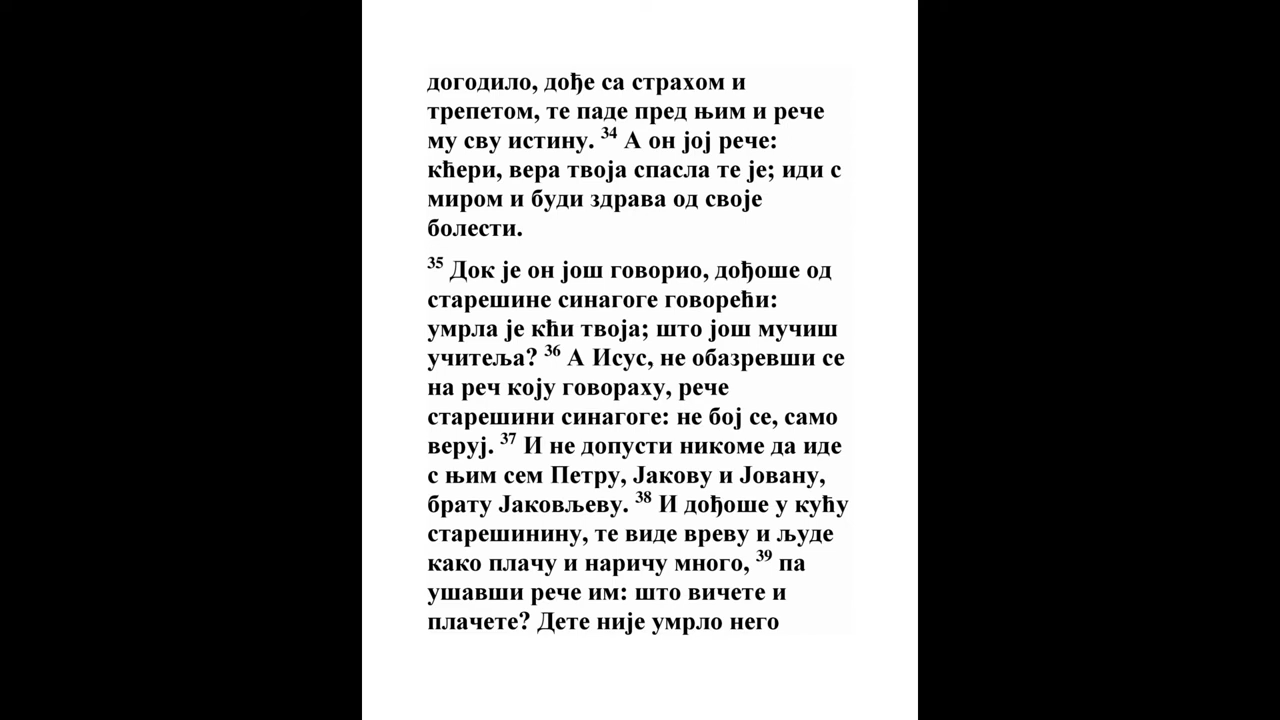 догодило, дође са страхом и
трепетом, те паде пред њим и рече
му сву истину. 34 А он јој рече:
кћери, вера твоја спасла те је; иди с
миром и буди здрава од своје
болести.
35 Док је он још говорио, дођоше од
старешине синагоге говорећи:
умрла је кћи твоја; што још мучиш
учитеља? 36 А Исус, не обазревши се
на реч коју говораху, рече
старешини синагоге: не бој се, само
веруј. 37 И не допусти никоме да иде
с њим сем Петру, Јакову и Јовану,
брату Јаковљеву. 38 И дођоше у кућу
старешинину, те виде вреву и људе
како плачу и наричу много, 39 па
ушавши рече им: што вичете и
плачете? Дете није умрло него